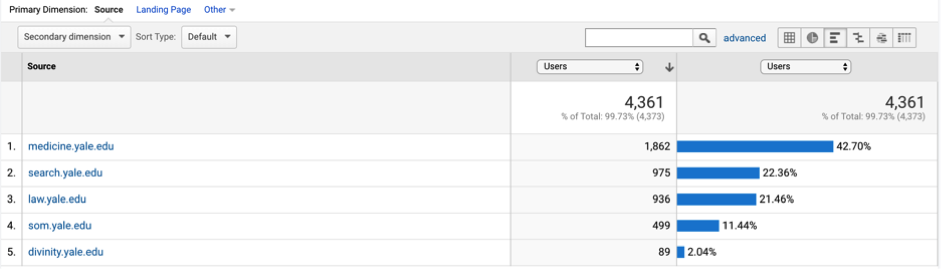 Primary Dimension: Source Landing Page Other
Secondary dimension Sort Type: Default advanced
Source Users Users
4,361 4,361
% of Total: 99.73% (4,373) % of Total: 99.73% (4,373)
1. medicine.yale.edu 1,862 42.70%
2. search.yale.edu 975 22.36%
3. law.yale.edu 936 21.46%
4. som.yale.edu 499 11.44%
5. divinity.yale.edu 89 2.04%